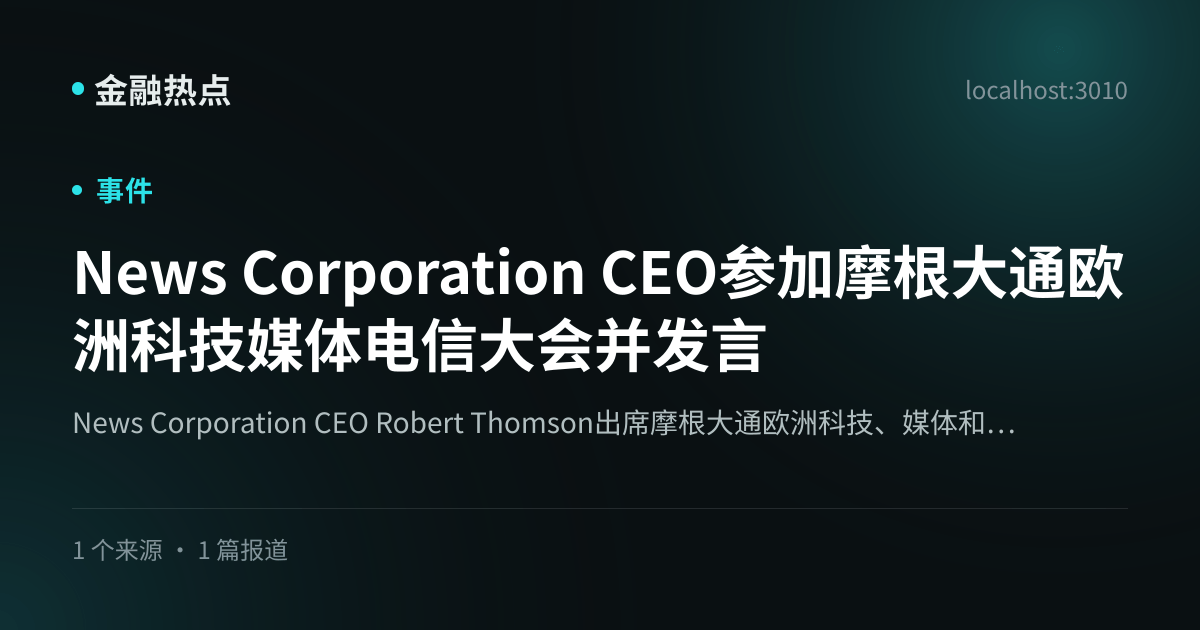 金融热点
localhost:3010
事件
News Corporation CEO参加摩根大通欧
洲科技媒体电信大会并发言
News Corporation CEO Robert Thomson出席摩根大通欧洲科技、媒体和…
1 个来源 · 1 篇报道